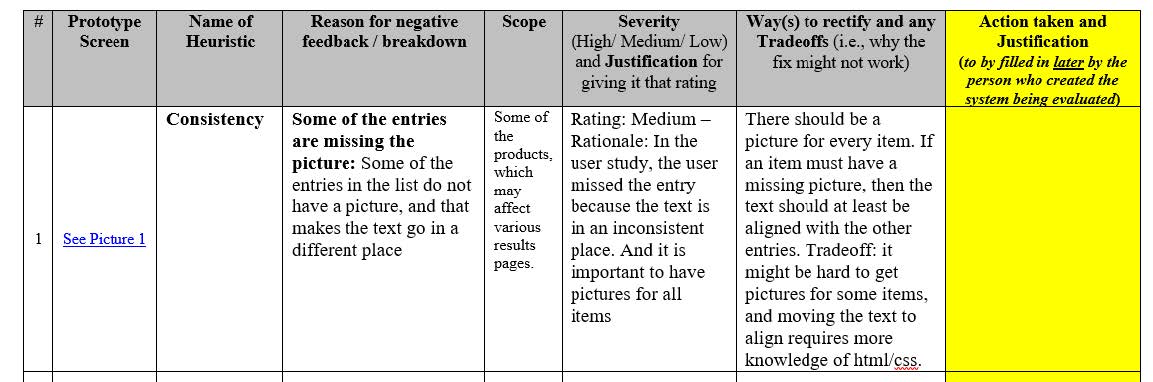 #
Prototype
Screen
Name of
Heuristic
Reason for negative
feedback / breakdown
Scope
Severity
(High/ Medium/ Low)
and Justification for
giving it that rating
Way(s) to rectify and any
Tradeoffs (i.e., why the
fix might not work)
Action taken and
Justification
(to by filled in later by the
person who created the
system being evaluated)
1
See Picture 1
Consistency
Some of the entries
are missing the
picture: Some of the
entries in the list do not
have a picture, and that
makes the text go in a
different place
Some of
the
products,
which
may
affect
various
results
pages.
Rating: Medium –
Rationale: In the
user study, the user
missed the entry
because the text is
in an inconsistent
place. And it is
important to have
pictures for all
items
There should be a
picture for every item. If
an item must have a
missing picture, then the
text should at least be
aligned with the other
entries. Tradeoff: it
might be hard to get
pictures for some items,
and moving the text to
align requires more
knowledge of html/css.